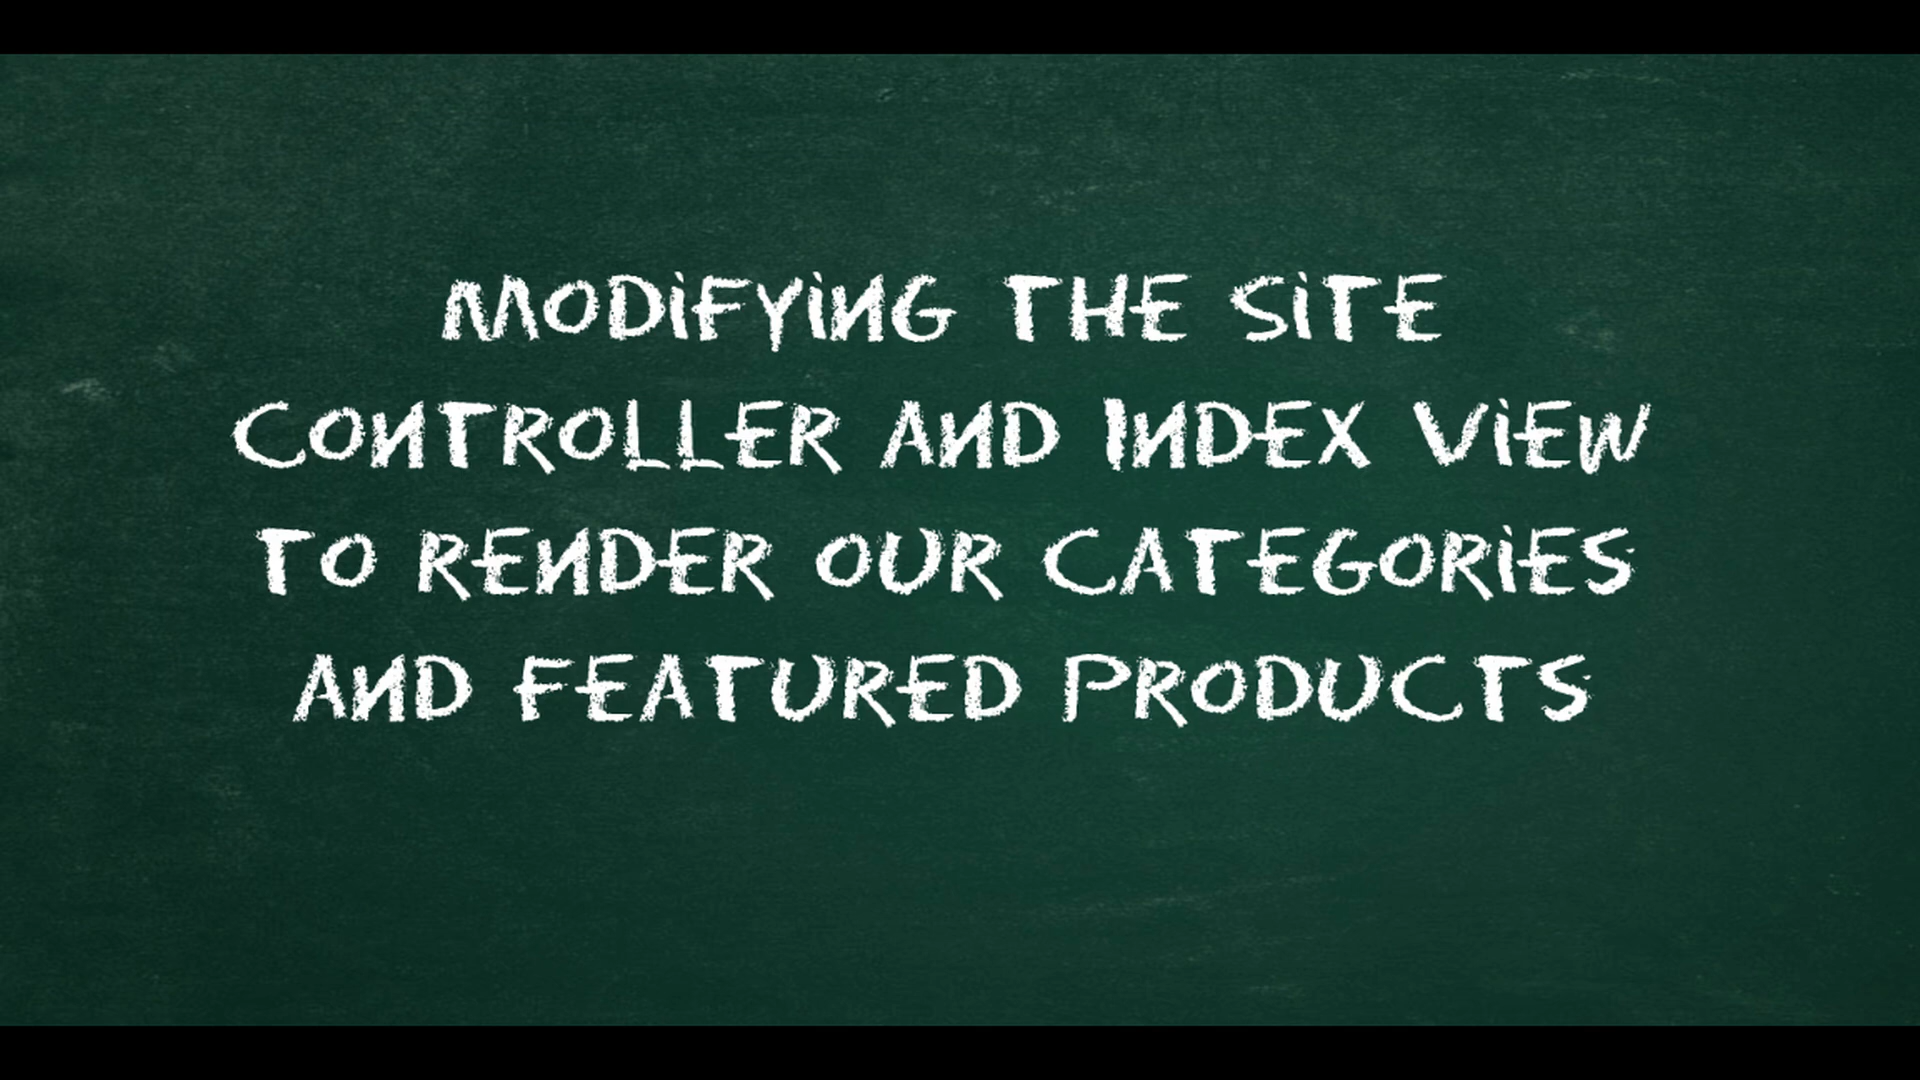 MODIFYING THE SITE
CONTROLLER AND INDEX VIEW
TO RENDER OUR CATEGORIES
AND FEATURED PRODUCTS